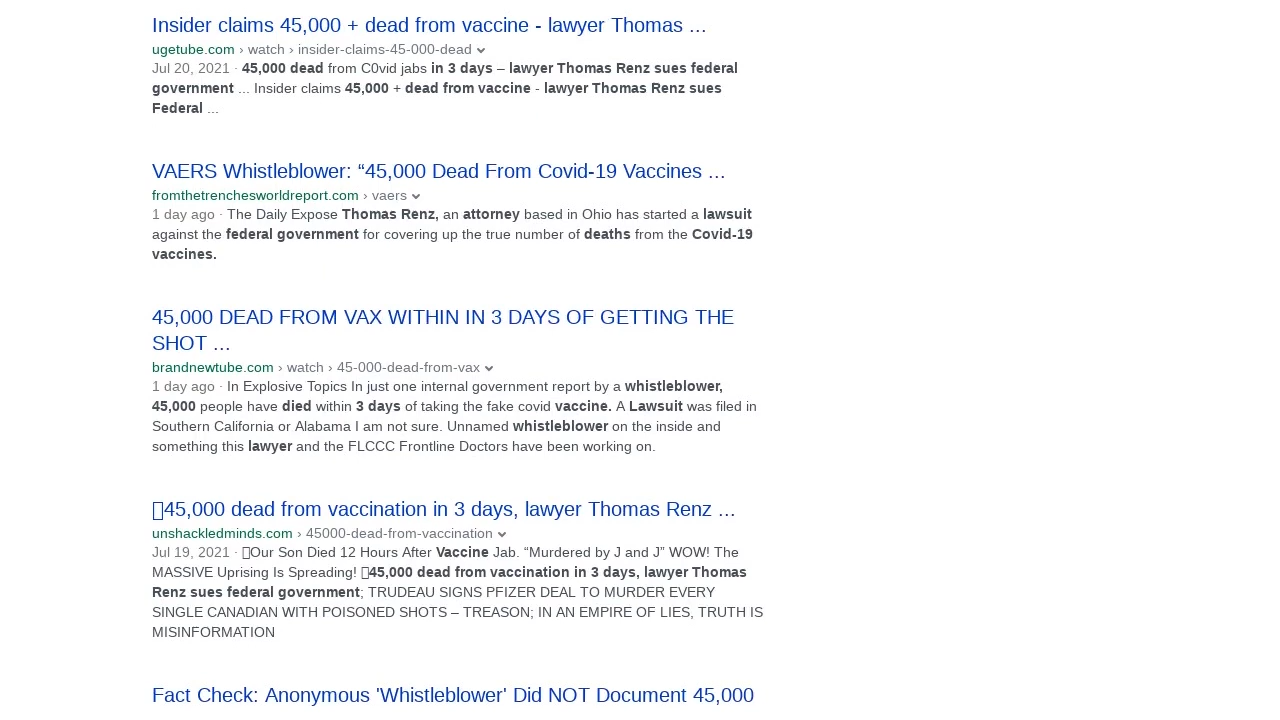 Insider claims 45,000 + dead from vaccine - lawyer Thomas ...
ugetube.com › watch › insider-claims-45-000-dead
Jul 20, 2021 · 45,000 dead from C0vid jabs in 3 days – lawyer Thomas Renz sues federal
government ... Insider claims 45,000 + dead from vaccine - lawyer Thomas Renz sues
Federal ...
VAERS Whistleblower: “45,000 Dead From Covid-19 Vaccines ...
fromthetrenchesworldreport.com › vaers
1 day ago · The Daily Expose Thomas Renz, an attorney based in Ohio has started a lawsuit
against the federal government for covering up the true number of deaths from the Covid-19
vaccines.
45,000 DEAD FROM VAX WITHIN IN 3 DAYS OF GETTING THE
SHOT ...
brandnewtube.com › watch › 45-000-dead-from-vax
1 day ago · In Explosive Topics In just one internal government report by a whistleblower,
45,000 people have died within 3 days of taking the fake covid vaccine. A Lawsuit was filed in
Southern California or Alabama I am not sure. Unnamed whistleblower on the inside and
something this lawyer and the FLCCC Frontline Doctors have been working on.
45,000 dead from vaccination in 3 days, lawyer Thomas Renz ...
unshackledminds.com › 45000-dead-from-vaccination
Jul 19, 2021 · Our Son Died 12 Hours After Vaccine Jab. “Murdered by J and J” WOW! The
MASSIVE Uprising Is Spreading! 45,000 dead from vaccination in 3 days, lawyer Thomas
Renz sues federal government; TRUDEAU SIGNS PFIZER DEAL TO MURDER EVERY
SINGLE CANADIAN WITH POISONED SHOTS – TREASON; IN AN EMPIRE OF LIES, TRUTH IS
MISINFORMATION
Fact Check: Anonymous 'Whistleblower' Did NOT Document 45,000